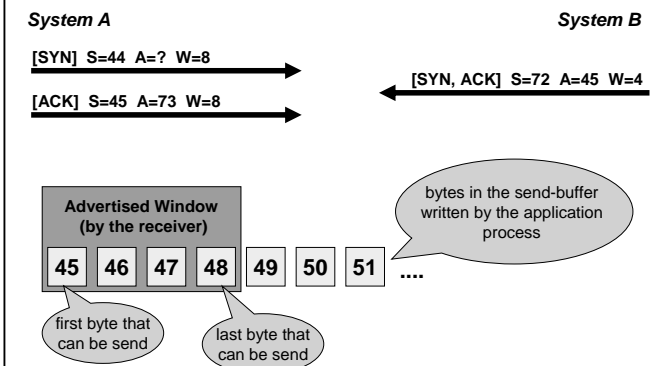 System A
System B
[SYN] S=44 A=? W=8
[SYN, ACK] S=72 A=45 W=4
[ACK] S=45 A=73 W=8
Advertised Window
(by the receiver)
bytes in the send-buffer
written by the application
process
45 46 47 48 49 50 51 ....
first byte that
can be send
last byte that
can be send